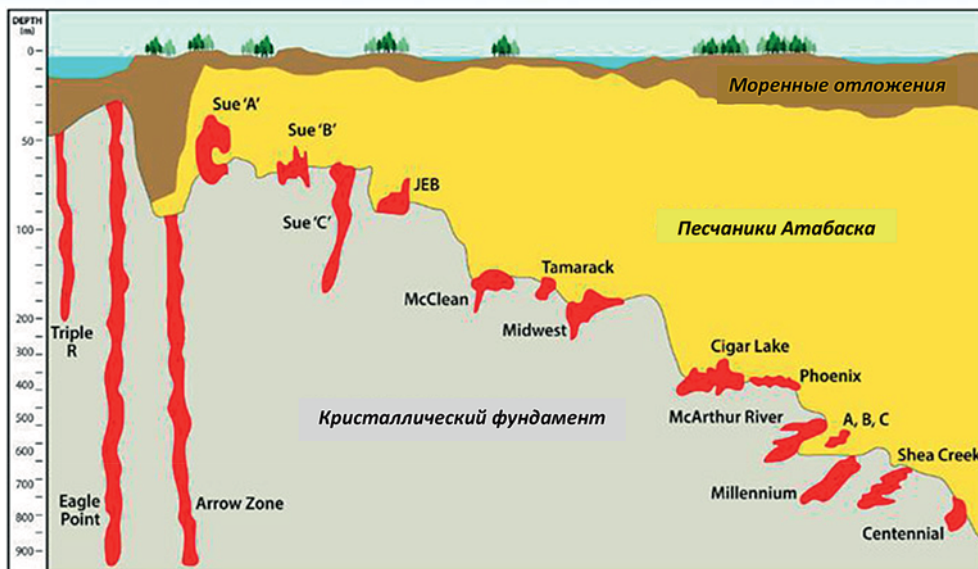 DEPTH
(m)
0
50
100
200
300
400
500
600
700
800
900
Моренные отложения
Sue 'A'
Sue 'B'
JEB
Sue 'C'
Песчаники Атабаска
Tamarack
McClean
Midwest
Triple
R
Cigar Lake
Phoenix
Кристаллический фундамент
McArthur River
A, B, C
Shea Creek
Millennium
Eagle
Point
Arrow Zone
Centennial